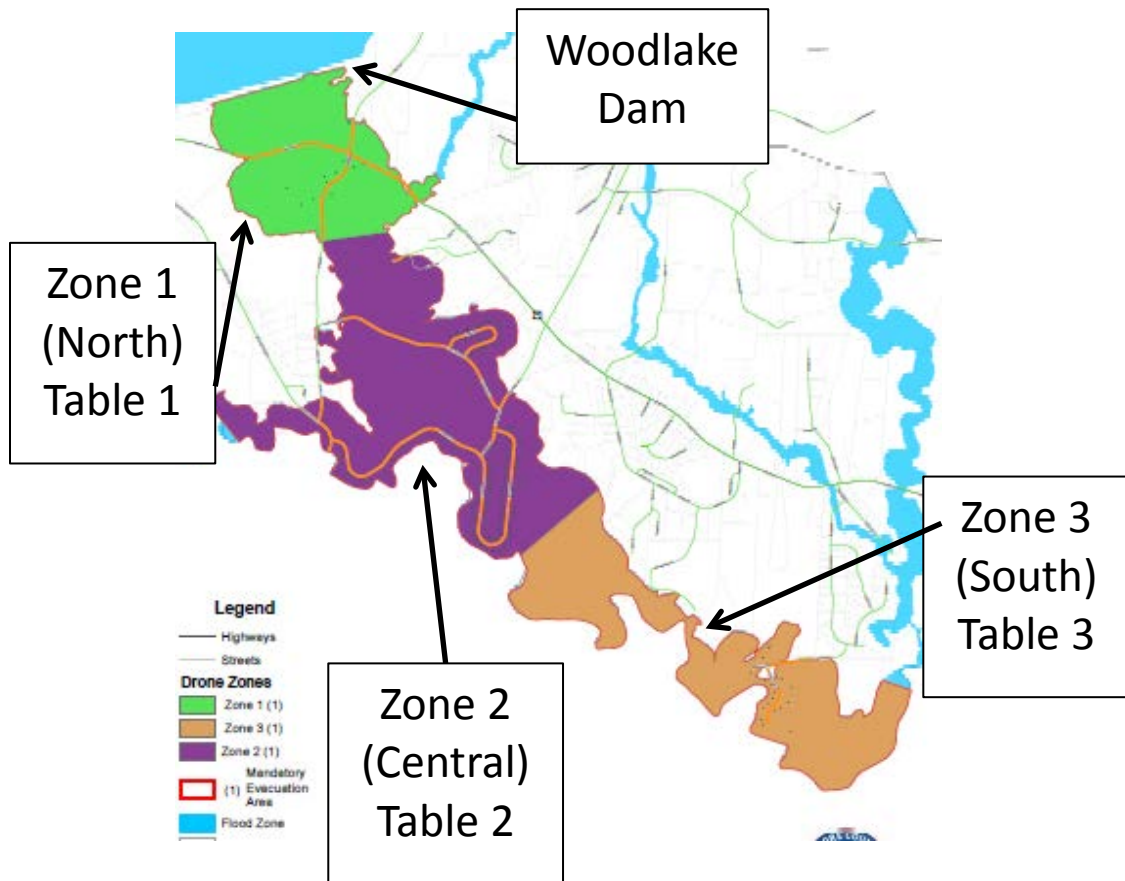 Woodlake
Dam
Zone 1
(North)
Table 1
Zone 3
(South)
Table 3
Zone 2
(Central)
Table 2
Legend
Highways
Streets
Drone Zones
Zone 1 (1)
Zone 3 (1)
Zone 2 (1)
(1) Mandatory
Evacuation
Area
Flood Zone